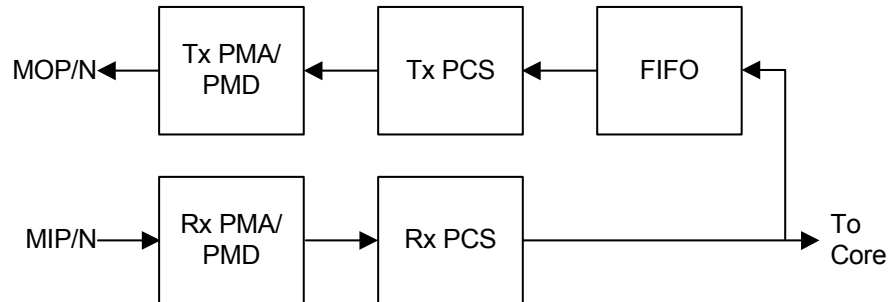 MOP/N
Tx PMA/
PMD
Tx PCS
FIFO
MIP/N
Rx PMA/
PMD
Rx PCS
To
Core